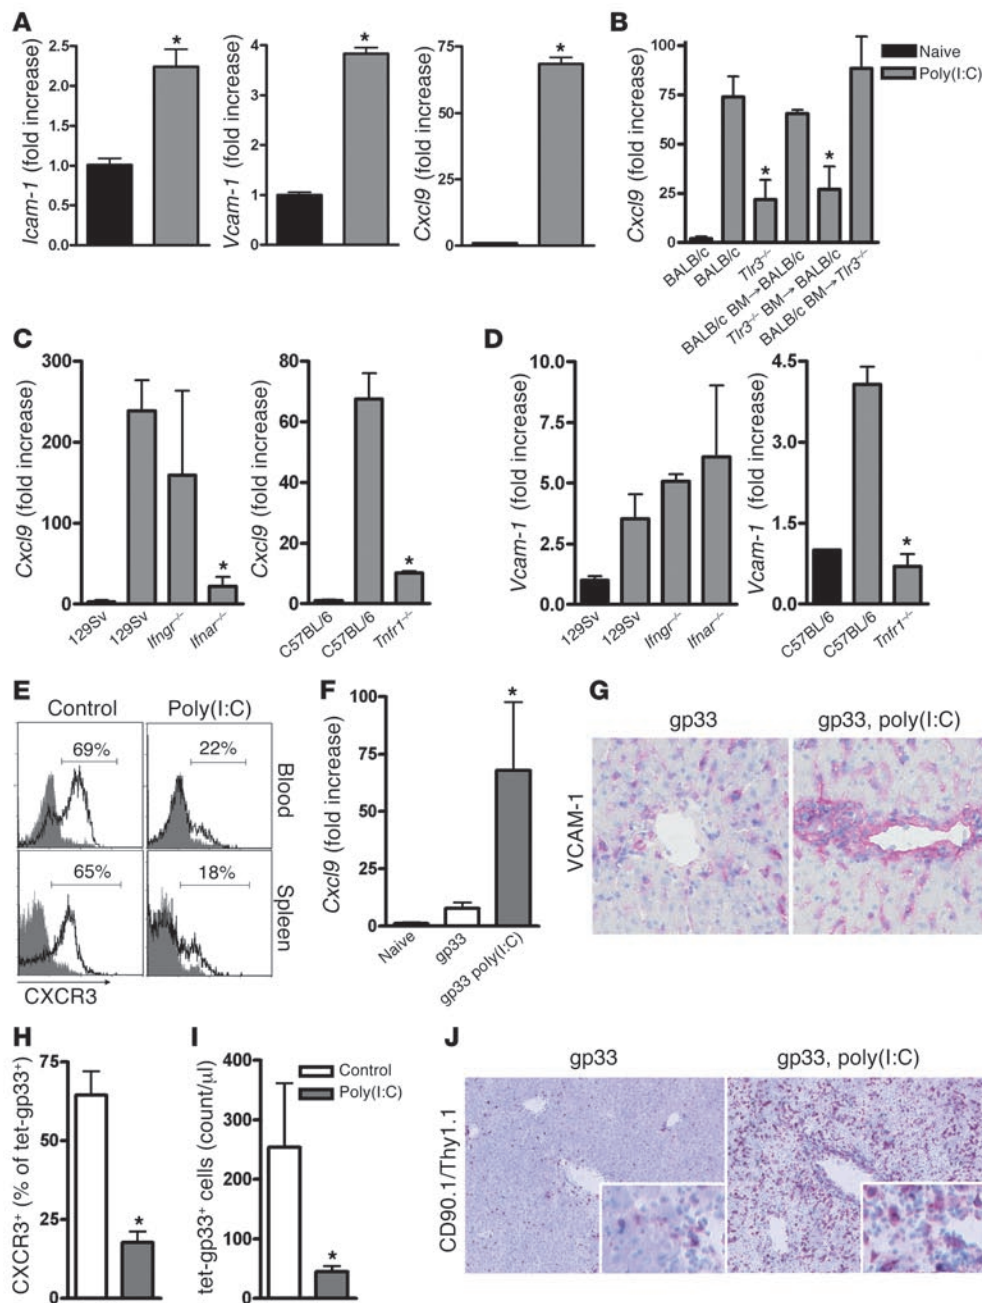 A
Icam-1 (fold increase)
2.5
2.0
1.5
1.0
0.5
0.0
*
Vcam-1 (fold increase)
4
3
2
1
0
*
Cxcl9 (fold increase)
75
50
25
0
*
B
Cxcl9 (fold increase)
100
75
50
25
0
*
*
Naive
Poly(I:C)
BALB/c
BALB/c
Tlr3–/–
BALB/c BM→BALB/c
Tlr3–/– BM→BALB/c
BALB/c BM→Tlr3–/–
C
Cxcl9 (fold increase)
300
200
100
0
*
129Sv
129Sv
Ifngr–/–
Ifnar–/–
Cxcl9 (fold increase)
80
60
40
20
0
*
C57BL/6
C57BL/6
Tnfr1–/–
D
Vcam-1 (fold increase)
10.0
7.5
5.0
2.5
0.0
129Sv
129Sv
Ifngr–/–
Ifnar–/–
Vcam-1 (fold increase)
4.5
3.0
1.5
0.0
*
C57BL/6
C57BL/6
Tnfr1–/–
E
Control
Poly(I:C)
69%
22%
Blood
65%
18%
Spleen
CXCR3
F
Cxcl9 (fold increase)
100
75
50
25
0
*
Naive
gp33
gp33 poly(I:C)
G
gp33
gp33, poly(I:C)
VCAM-1
H
CXCR3+ (% of tet-gp33+)
75
50
25
0
*
I
tet-gp33+ cells (count/µl)
400
300
200
100
0
*
Control
Poly(I:C)
J
gp33
gp33, poly(I:C)
CD90.1/Thy1.1